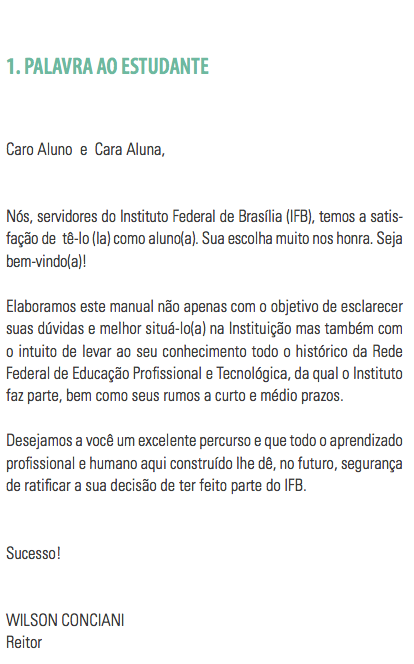 1. PALAVRA AO ESTUDANTE
Caro Aluno e Cara Aluna,
Nós, servidores do Instituto Federal de Brasília (IFB), temos a satis-
fação de tê-lo (la) como aluno(a). Sua escolha muito nos honra. Seja
bem-vindo(a)!
Elaboramos este manual não apenas com o objetivo de esclarecer
suas dúvidas e melhor situá-lo(a) na Instituição mas também com
o intuito de levar ao seu conhecimento todo o histórico da Rede
Federal de Educação Profissional e Tecnológica, da qual o Instituto
faz parte, bem como seus rumos a curto e médio prazos.
Desejamos a você um excelente percurso e que todo o aprendizado
profissional e humano aqui construído lhe dê, no futuro, segurança
de ratificar a sua decisão de ter feito parte do IFB.
Sucesso!
WILSON CONCIANI
Reitor